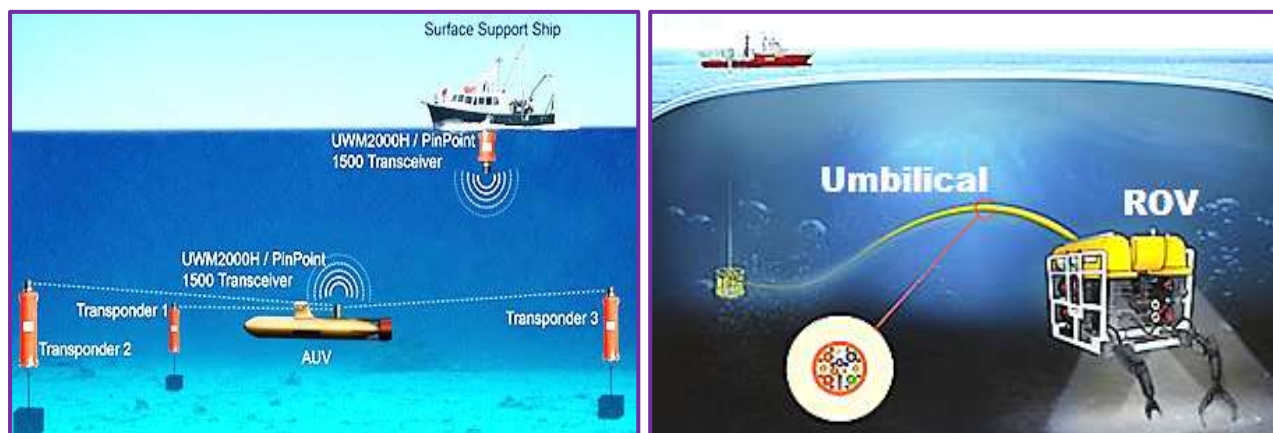 Surface Support Ship
UWM2000H / PinPoint
1500 Transceiver
UWM2000H / PinPoint
1500 Transceiver
Transponder 1
Transponder 3
Transponder 2
AUV
Umbilical
ROV